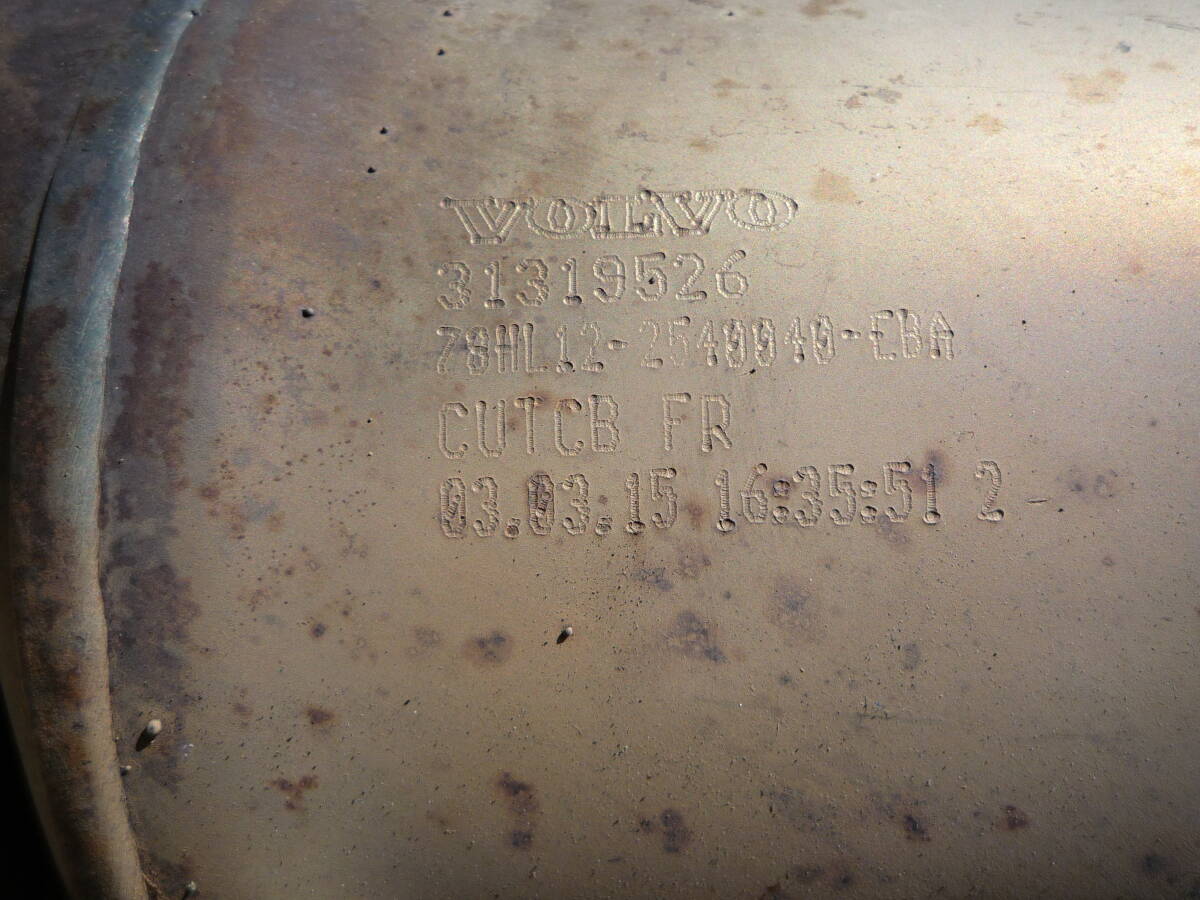 VOLVO
31319526
78HL12-2540040-EBA
CUTCB FR
03.03.15 16:35:51 2